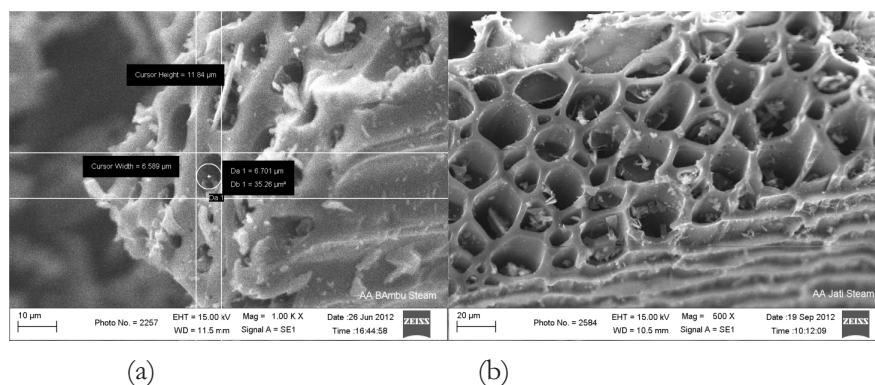 Cursor Height = 11.84 µm
Cursor Width = 6.589 µm
Da 1 = 6.701 µm
Db 1 = 35.26 µm²
Da 1
AA BAmbu Steam
10 µm
Photo No. = 2257
EHT = 15.00 kV
WD = 11.5 mm
Mag = 1.00 K X
Signal A = SE1
Date :26 Jun 2012
Time :16:44:58
ZEISS
AA Jati Steam
20 µm
Photo No. = 2584
EHT = 15.00 kV
WD = 10.5 mm
Mag = 500 X
Signal A = SE1
Date :19 Sep 2012
Time :10:12:09
ZEISS
(a)
(b)